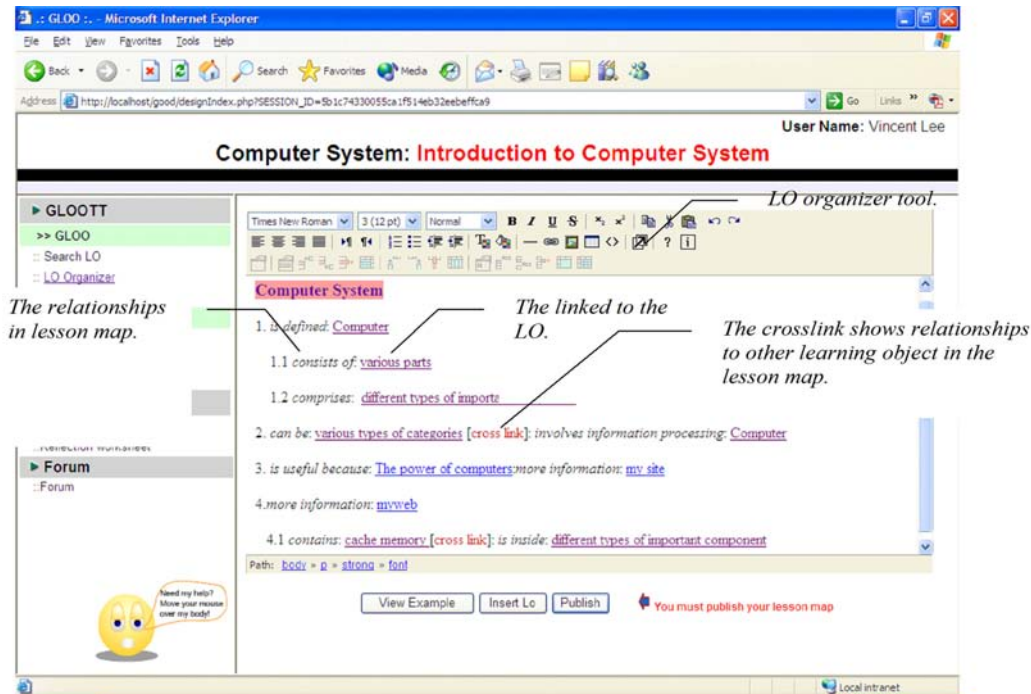 .: GLOO :. - Microsoft Internet Explorer
File Edit View Favorites Tools Help
Back Search Favorites Media
Address http://localhost/good/designIndex.php?SESSION_ID=5b1c74330055ca1f514eb32eebeffca9 Go Links »
User Name: Vincent Lee
Computer System: Introduction to Computer System
LO organizer tool.
GLOOTT
>> GLOO
:: Search LO
:: LO Organizer
Times New Roman 3 (12 pt) Normal B I U S
The relationships
in lesson map.
The linked to the
LO.
The crosslink shows relationships
to other learning object in the
lesson map.
Computer System
1. is defined: Computer
1.1 consists of: various parts
1.2 comprises: different types of importa
2. can be: various types of categories [cross link]: involves information processing: Computer
3. is useful because: The power of computers:more information: my site
4.more information: myweb
4.1 contains: cache memory [cross link]: is inside: different types of important component
Forum
::Forum
Path: body » p » strong » font
Need my help?
Move your mouse
over my body!
View Example Insert Lo Publish You must publish your lesson map
Local intranet